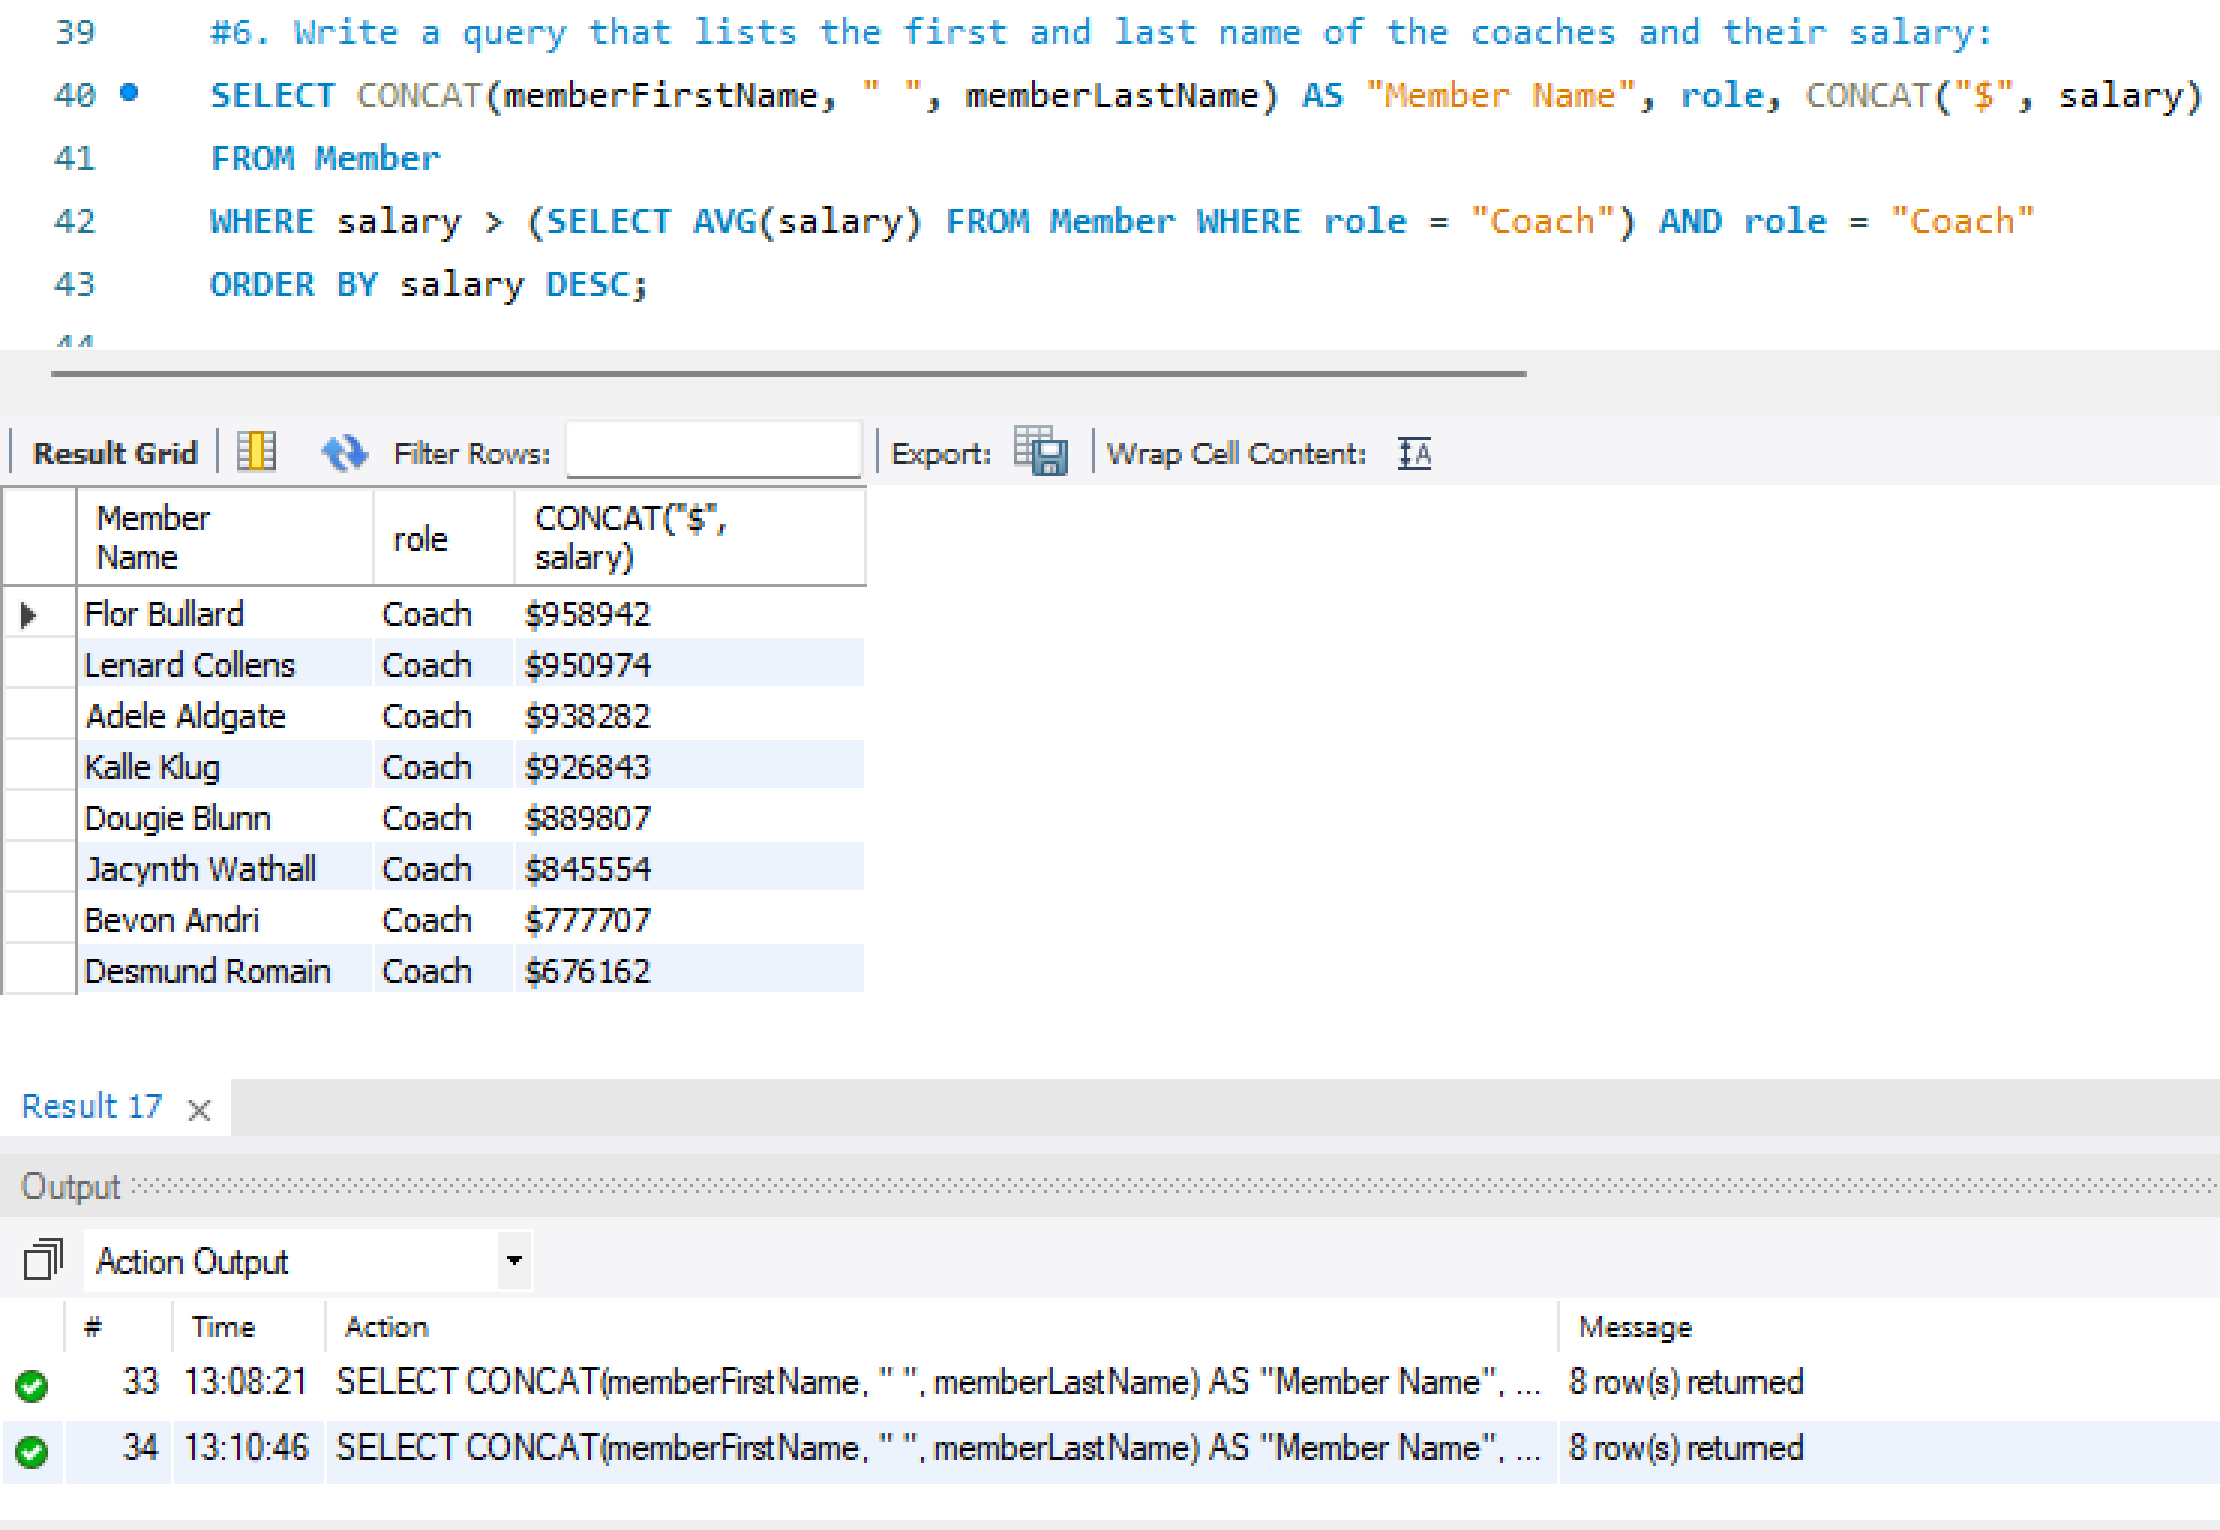 39 #6. Write a query that lists the first and last name of the coaches and their salary:
40 SELECT CONCAT(memberFirstName, " ", memberLastName) AS "Member Name", role, CONCAT("$", salary)
41 FROM Member
42 WHERE salary > (SELECT AVG(salary) FROM Member WHERE role = "Coach") AND role = "Coach"
43 ORDER BY salary DESC;
44
Result Grid Filter Rows: Export: Wrap Cell Content:
Member Name role CONCAT("$", salary)
Flor Bullard Coach $958942
Lenard Collens Coach $950974
Adele Aldgate Coach $938282
Kalle Klug Coach $926843
Dougie Blunn Coach $889807
Jacynth Wathall Coach $845554
Bevon Andri Coach $777707
Desmund Romain Coach $676162
Result 17
Output
Action Output
# Time Action Message
33 13:08:21 SELECT CONCAT(memberFirstName, " ", memberLastName) AS "Member Name", ... 8 row(s) returned
34 13:10:46 SELECT CONCAT(memberFirstName, " ", memberLastName) AS "Member Name", ... 8 row(s) returned